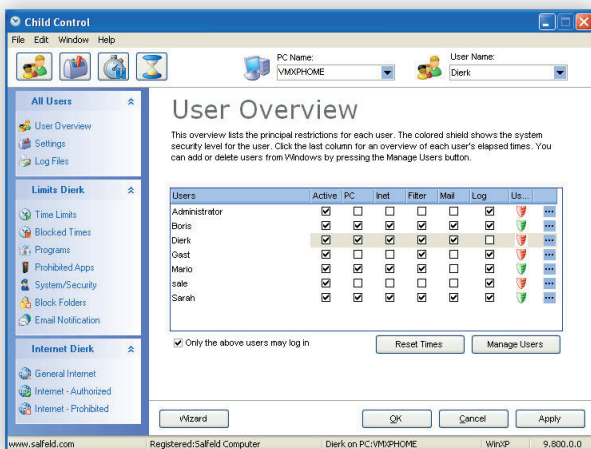 Child Control
File Edit Window Help
PC Name:
VMXPHOME
User Name:
Dierk
All Users
User Overview
Settings
Log Files
Limits Dierk
Time Limits
Blocked Times
Programs
Prohibited Apps
System/Security
Block Folders
Email Notification
Internet Dierk
General Internet
Internet - Authorized
Internet - Prohibited
User Overview
This overview lists the principal restrictions for each user. The colored shield shows the system
security level for the user. Click the last column for an overview of each user's elapsed times. You
can add or delete users from Windows by pressing the Manage Users button.
Users Active PC Inet Filter Mail Log Us...
Administrator
Boris
Dierk
Gast
Mario
sale
Sarah
Only the above users may log in
Reset Times
Manage Users
Wizard
OK
Cancel
Apply
www.salfeld.com Registered:Salfeld Computer Dierk on PC:VMXPHOME WinXP 9.800.0.0